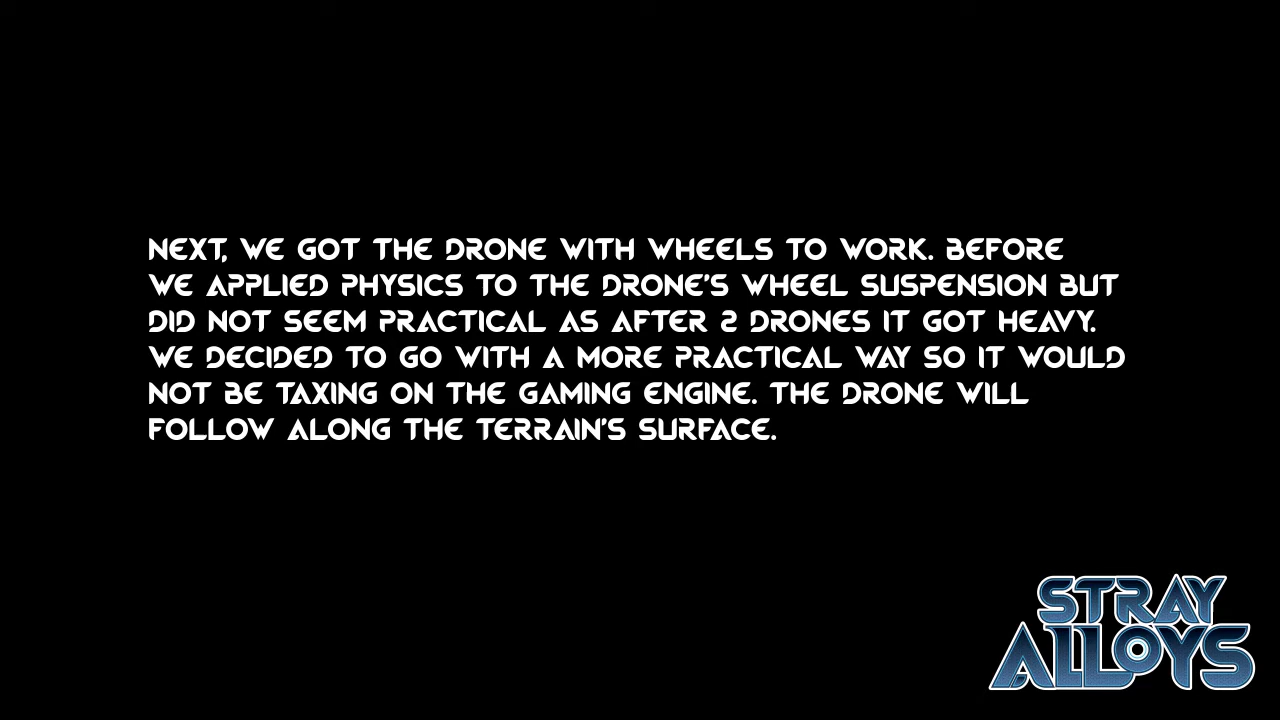 NEXT, WE GOT THE DRONE WITH WHEELS TO WORK. BEFORE
WE APPLIED PHYSICS TO THE DRONE'S WHEEL SUSPENSION BUT
DID NOT SEEM PRACTICAL AS AFTER 2 DRONES IT GOT HEAVY.
WE DECIDED TO GO WITH A MORE PRACTICAL WAY SO IT WOULD
NOT BE TAXING ON THE GAMING ENGINE. THE DRONE WILL
FOLLOW ALONG THE TERRAIN'S SURFACE.
STRAY
ALLOYS